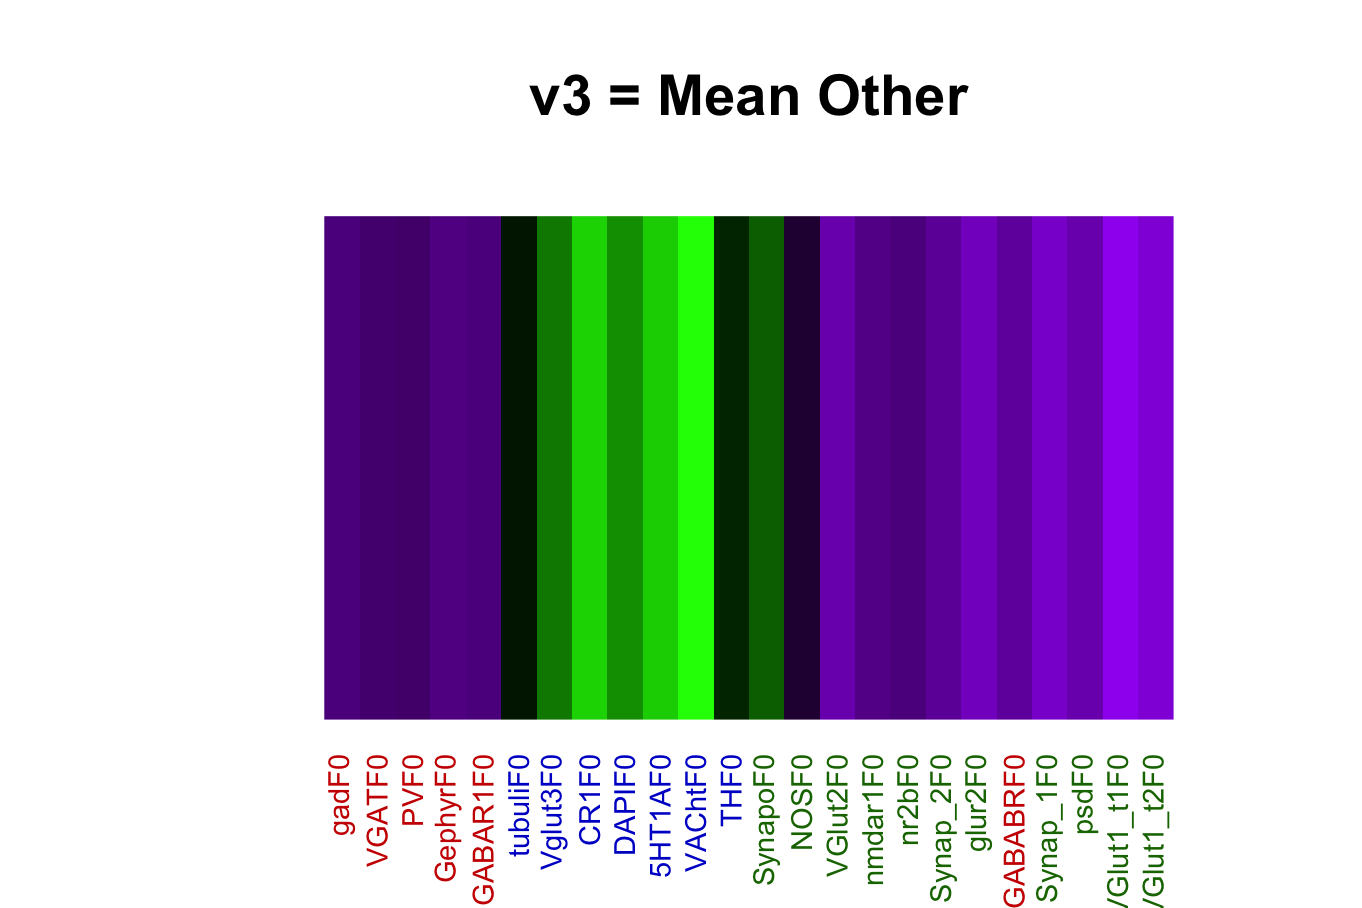 v3 = Mean Other
gadF0
VGATF0
PVF0
GephyrF0
GABAR1F0
tubuliF0
Vglut3F0
CR1F0
DAPIF0
5HT1AF0
VAChtF0
THF0
SynapoF0
NOSF0
VGlut2F0
nmdar1F0
nr2bF0
Synap_2F0
glur2F0
GABABRF0
Synap_1F0
psdF0
/Glut1_t1F0
/Glut1_t2F0